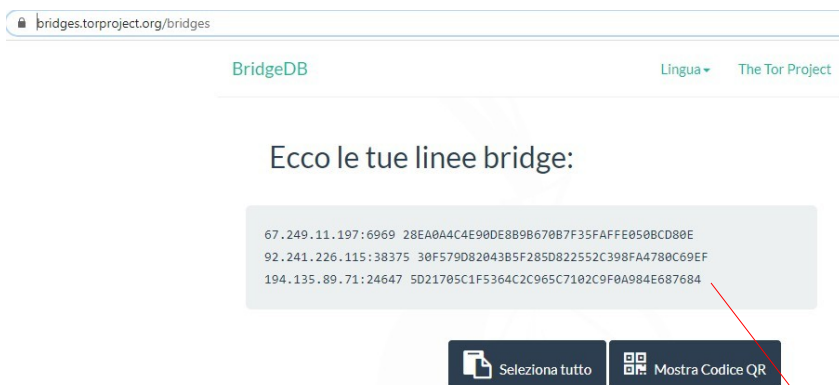 bridges.torproject.org/bridges
BridgeDB
Lingua
The Tor Project
Ecco le tue linee bridge:
67.249.11.197:6969 28EA0A4C4E90DE8B9B670B7F35FAFFE050BCD80E
92.241.226.115:38375 30F579D82043B5F285D822552C398FA4780C69EF
194.135.89.71:24647 5D21705C1F5364C2C965C7102C9F0A984E687684
Seleziona tutto
Mostra Codice QR